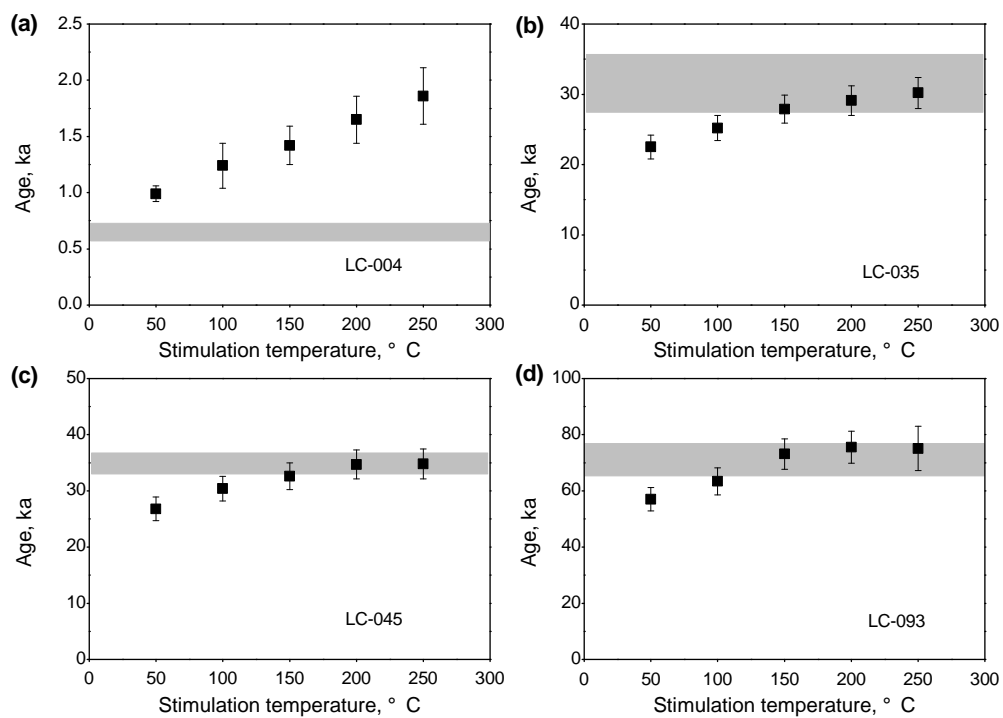 (a)
2.5
2.0
1.5
1.0
0.5
0.0
Age, ka
LC-004
0 50 100 150 200 250 300
Stimulation temperature, ° C
(b)
40
30
20
10
0
Age, ka
LC-035
0 50 100 150 200 250 300
Stimulation temperature, ° C
(c)
50
40
30
20
10
0
Age, ka
LC-045
0 50 100 150 200 250 300
Stimulation temperature, ° C
(d)
100
80
60
40
20
0
Age, ka
LC-093
0 50 100 150 200 250 300
Stimulation temperature, ° C